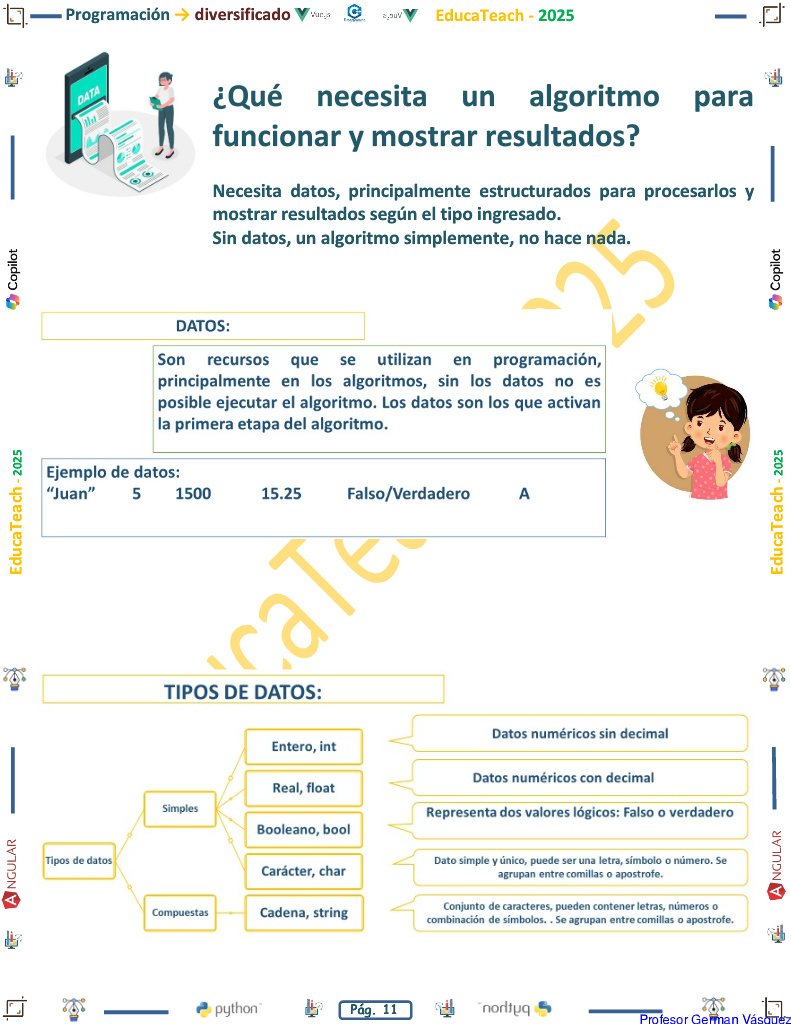 Programación → diversificado Vue.js EducaTeach - 2025
DATA
¿Qué necesita un algoritmo para
funcionar y mostrar resultados?
Necesita datos, principalmente estructurados para procesarlos y
mostrar resultados según el tipo ingresado.
Sin datos, un algoritmo simplemente, no hace nada.
Copilot
Copilot
DATOS:
Son recursos que se utilizan en programación,
principalmente en los algoritmos, sin los datos no es
posible ejecutar el algoritmo. Los datos son los que activan
la primera etapa del algoritmo.
Ejemplo de datos:
“Juan” 5 1500 15.25 Falso/Verdadero A
EducaTeach - 2025
EducaTeach - 2025
TIPOS DE DATOS:
Tipos de datos
Simples
Entero, int
Datos numéricos sin decimal
Real, float
Datos numéricos con decimal
Booleano, bool
Representa dos valores lógicos: Falso o verdadero
Carácter, char
Dato simple y único, puede ser una letra, símbolo o número. Se
agrupan entre comillas o apostrofe.
Compuestas
Cadena, string
Conjunto de caracteres, pueden contener letras, números o
combinación de símbolos. . Se agrupan entre comillas o apostrofe.
ANGULAR
ANGULAR
python
Pág. 11
python
Profesor German Vásquez